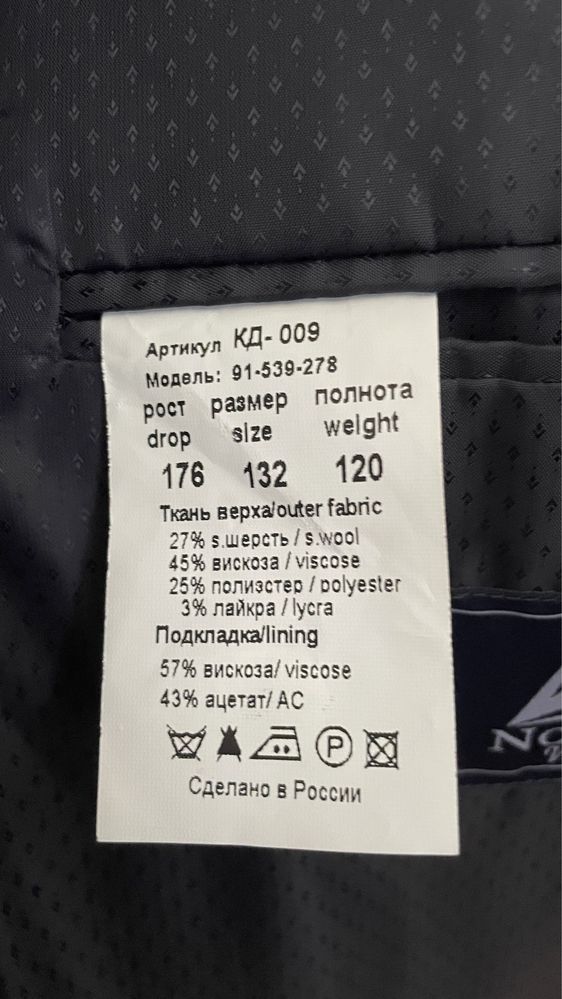 Артикул КД- 009
Модель: 91-539-278
рост размер полнота
drop size weight
176 132 120
Ткань верха/outer fabric
27% s.шерсть / s.wool
45% вискоза / viscose
25% полиэстер / polyester
3% лайкра / lycra
Подкладка/lining
57% вискоза/ viscose
43% ацетат/ AC
P
Сделано в России